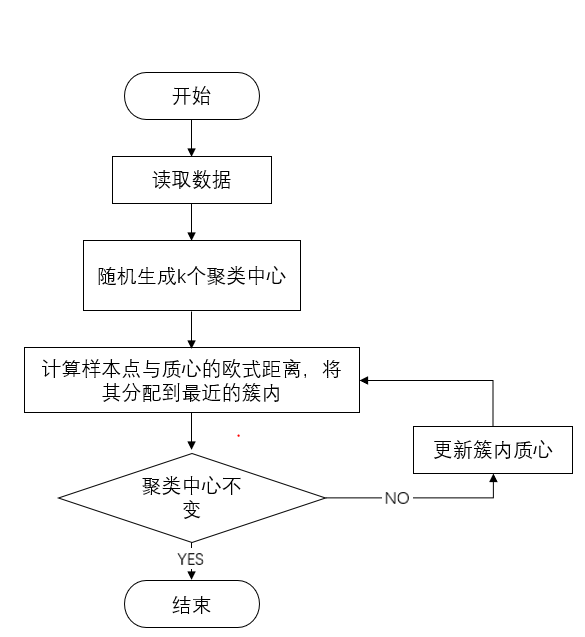 开始
读取数据
随机生成k个聚类中心
计算样本点与质心的欧式距离，将
其分配到最近的簇内
更新簇内质心
聚类中心不
变
NO
YES
结束